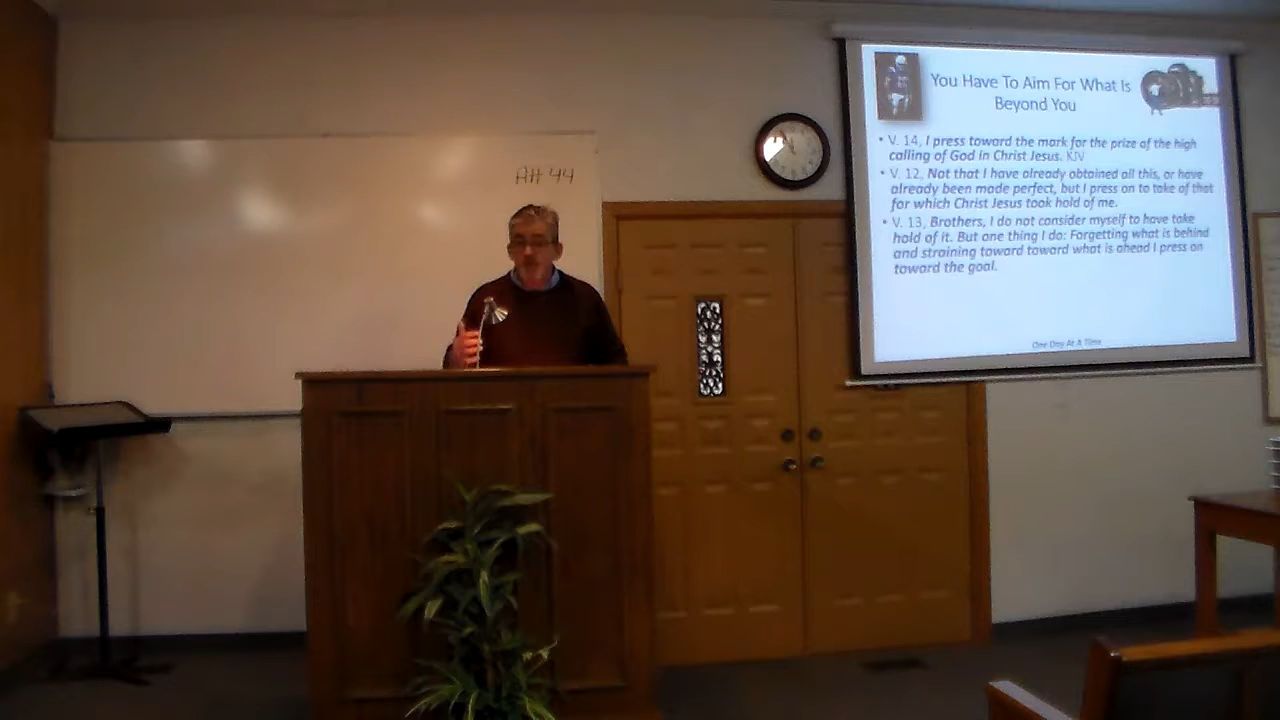 AH 44
You Have To Aim For What Is
Beyond You
• V. 14, I press toward the mark for the prize of the high
calling of God in Christ Jesus. KJV
• V. 12, Not that I have already obtained all this, or have
already been made perfect, but I press on to take of that
for which Christ Jesus took hold of me.
• V. 13, Brothers, I do not consider myself to have take
hold of it. But one thing I do: Forgetting what is behind
and straining toward toward what is ahead I press on
toward the goal.
One Day At A Time